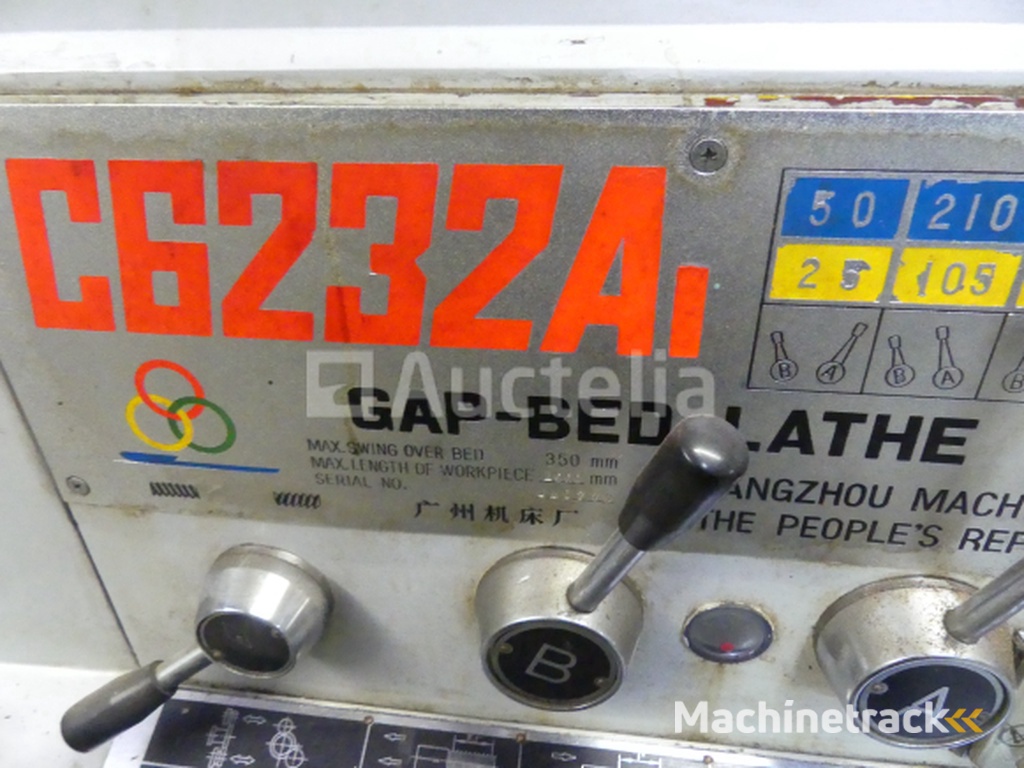 C6232A1
50 210
25 105
B A B A B
Auctelia
GAP-BED LATHE
MAX. SWING OVER BED 350 mm
MAX. LENGTH OF WORKPIECE mm
SERIAL NO.
ANGZHOU MACH
广州机床厂
THE PEOPLE'S REP
B
A
Machinetrack